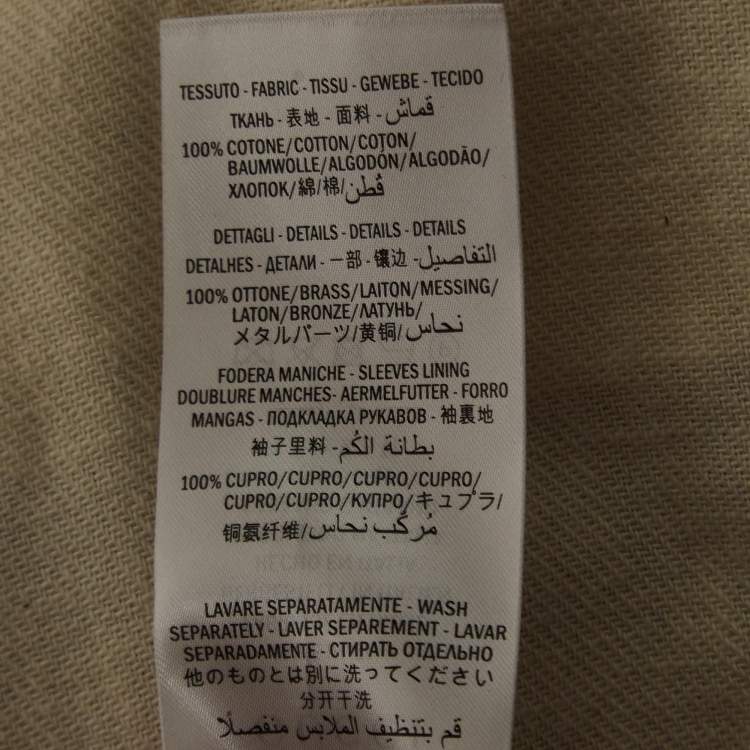 TESSUTO - FABRIC - TISSU - GEWEBE - TECIDO
ТКАНЬ - 表地 - 面料 - قماش
100% COTONE/COTTON/COTON/
BAUMWOLLE/ALGODÓN/ALGODÃO/
ХЛОПОК/綿/棉/قُطن
DETTAGLI - DETAILS - DETAILS - DETAILS
DETALHES - ДЕТАЛИ - 一部 - 镶边 - التفاصيل
100% OTTONE/BRASS/LAITON/MESSING/
LATON/BRONZE/ЛАТУНЬ/
メタルパーツ/黄铜/نحاس
FODERA MANICHE - SLEEVES LINING
DOUBLURE MANCHES- AERMELFUTTER - FORRO
MANGAS - ПОДКЛАДКА РУКАВОВ - 袖裏地
袖子里料 - بطانة الكُم
100% CUPRO/CUPRO/CUPRO/CUPRO/
CUPRO/CUPRO/КУПРО/キュプラ/
铜氨纤维/مُركّب نحاس
LAVARE SEPARATAMENTE - WASH
SEPARATELY - LAVER SEPAREMENT - LAVAR
SEPARADAMENTE - СТИРАТЬ ОТДЕЛЬНО
他のものとは別に洗ってください
分开干洗
قم بتنظيف الملابس منفصلًا